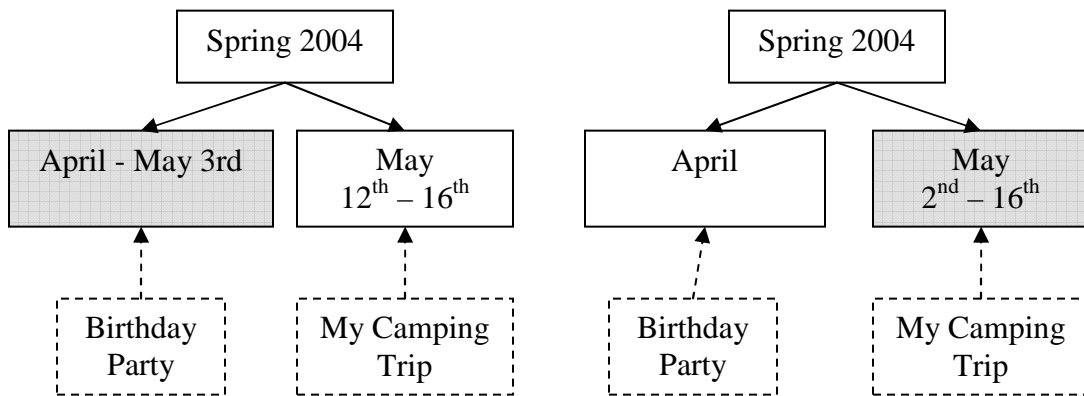 Spring 2004
April - May 3rd
May
12th – 16th
Birthday
Party
My Camping
Trip
Spring 2004
April
May
2nd – 16th
Birthday
Party
My Camping
Trip